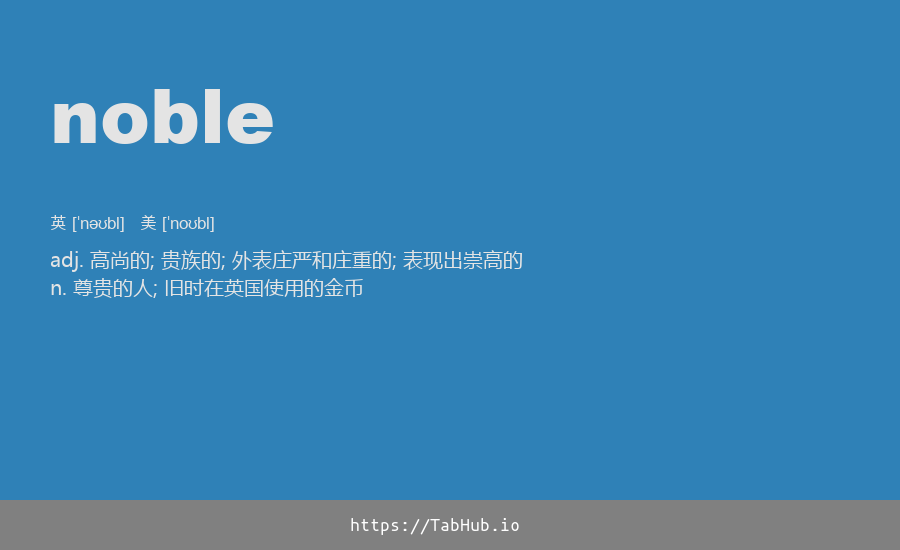 noble
英 [ˈnəʊbl] 美 [ˈnoʊbl]
adj. 高尚的; 贵族的; 外表庄严和庄重的; 表现出崇高的
n. 尊贵的人; 旧时在英国使用的金币
https://TabHub.io